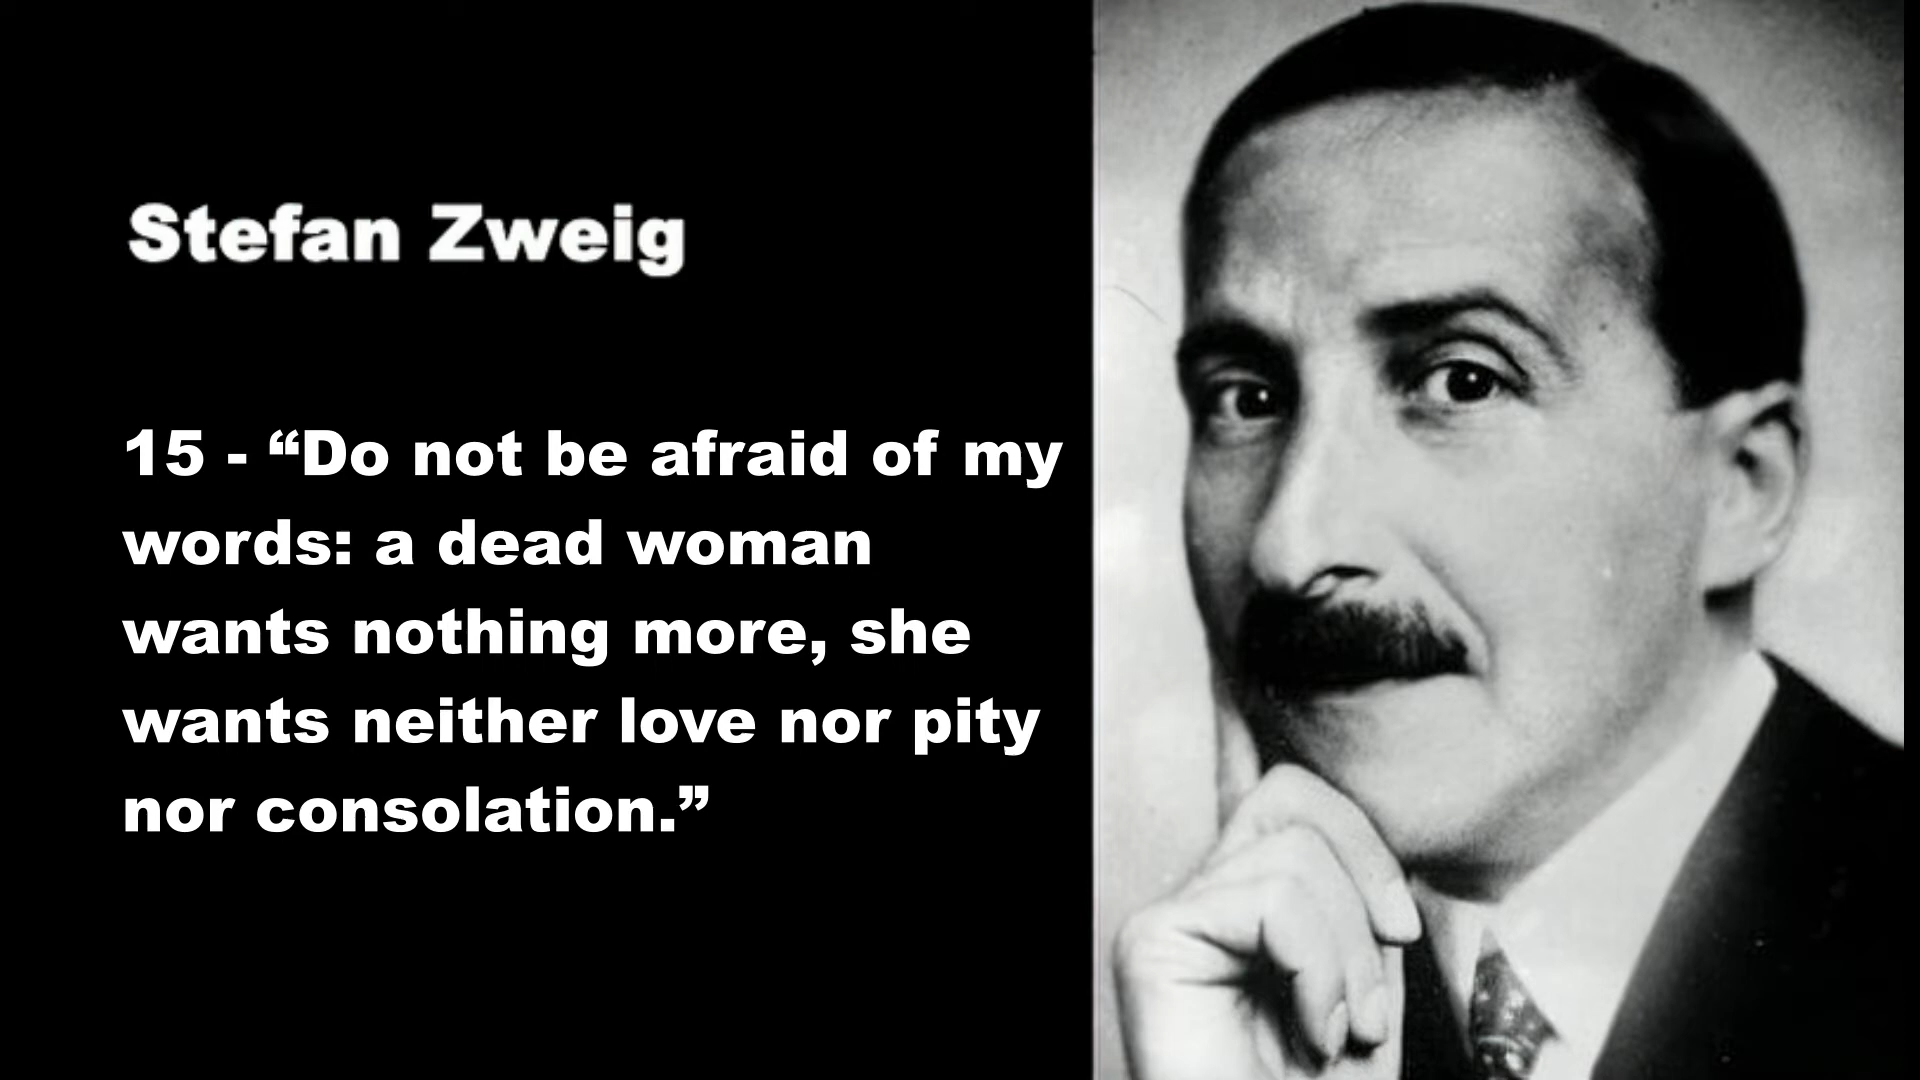 Stefan Zweig
15 - “Do not be afraid of my
words: a dead woman
wants nothing more, she
wants neither love nor pity
nor consolation.”